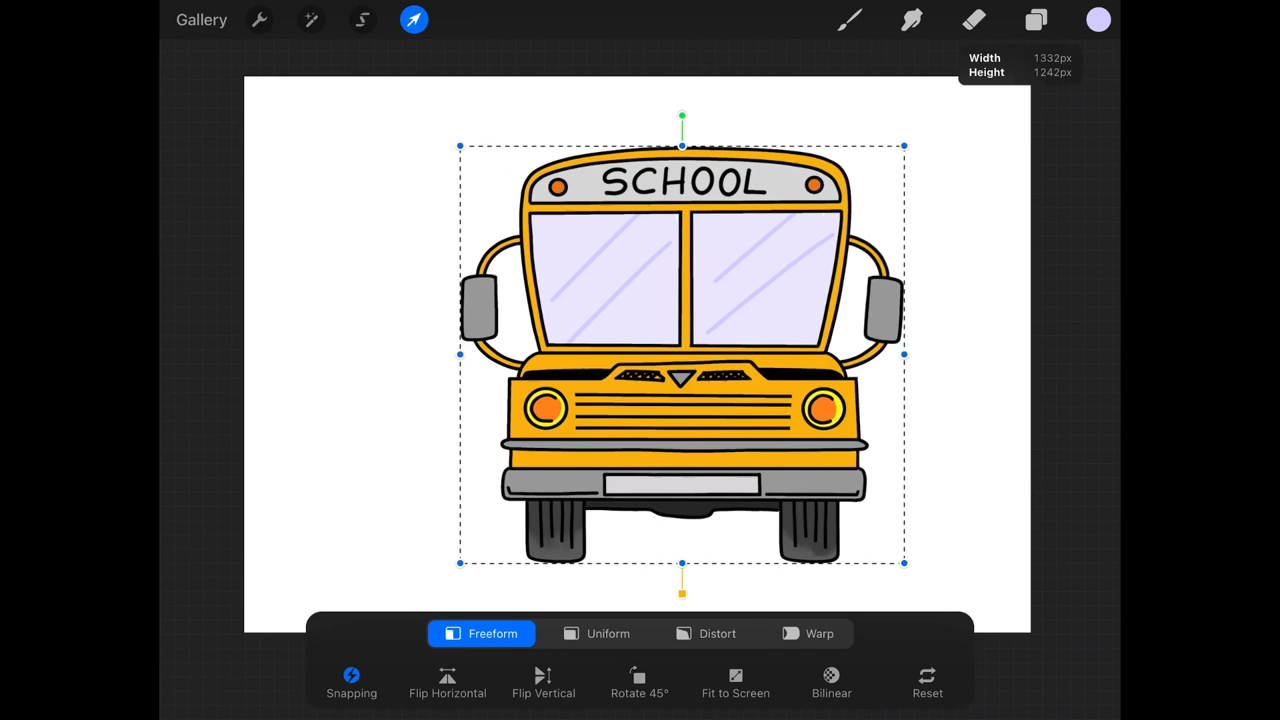 Gallery
Width 1332px
Height 1242px
SCHOOL
Freeform Uniform Distort Warp
Snapping Flip Horizontal Flip Vertical Rotate 45° Fit to Screen Bilinear Reset